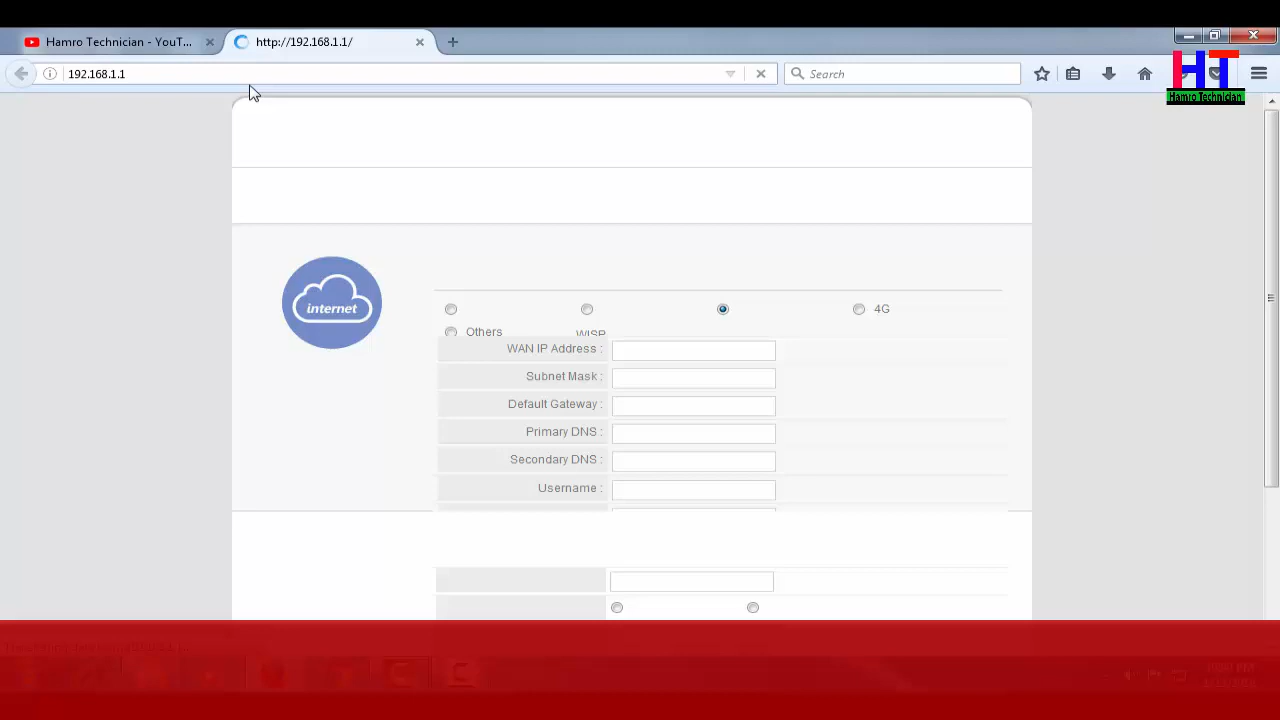 Hamro Technician - YouT...
http://192.168.1.1/
192.168.1.1
Search
HT
Hamro Technician
internet
4G
Others
WISP
WAN IP Address :
Subnet Mask :
Default Gateway :
Primary DNS :
Secondary DNS :
Username :